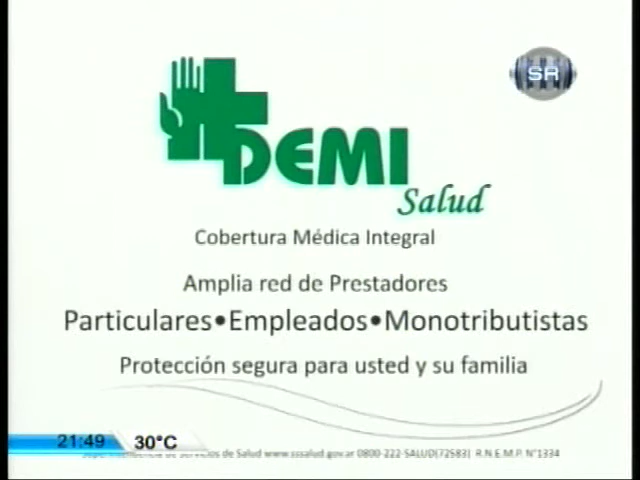 SR
DEMI
Salud
Cobertura Médica Integral
Amplia red de Prestadores
Particulares•Empleados•Monotributistas
Protección segura para usted y su familia
21:49 30°C
de Servicios de Salud www.sssalud.gov.ar 0800-222-SALUD(72583) R.N.E.M.P. N°1334